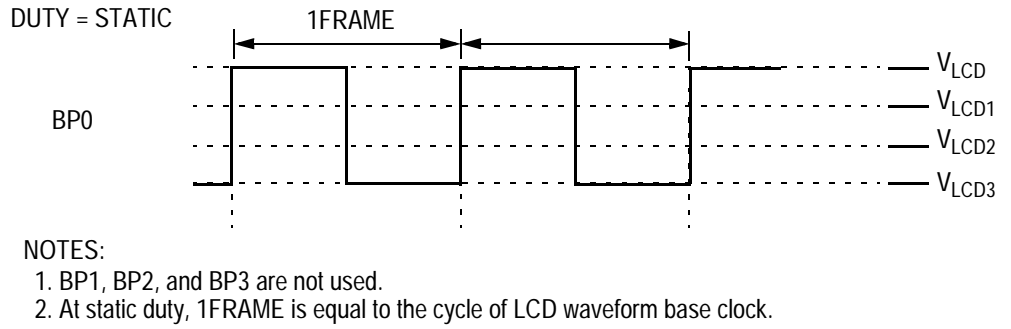 DUTY = STATIC
1FRAME
VLCD
VLCD1
BP0
VLCD2
VLCD3
NOTES:
1. BP1, BP2, and BP3 are not used.
2. At static duty, 1FRAME is equal to the cycle of LCD waveform base clock.